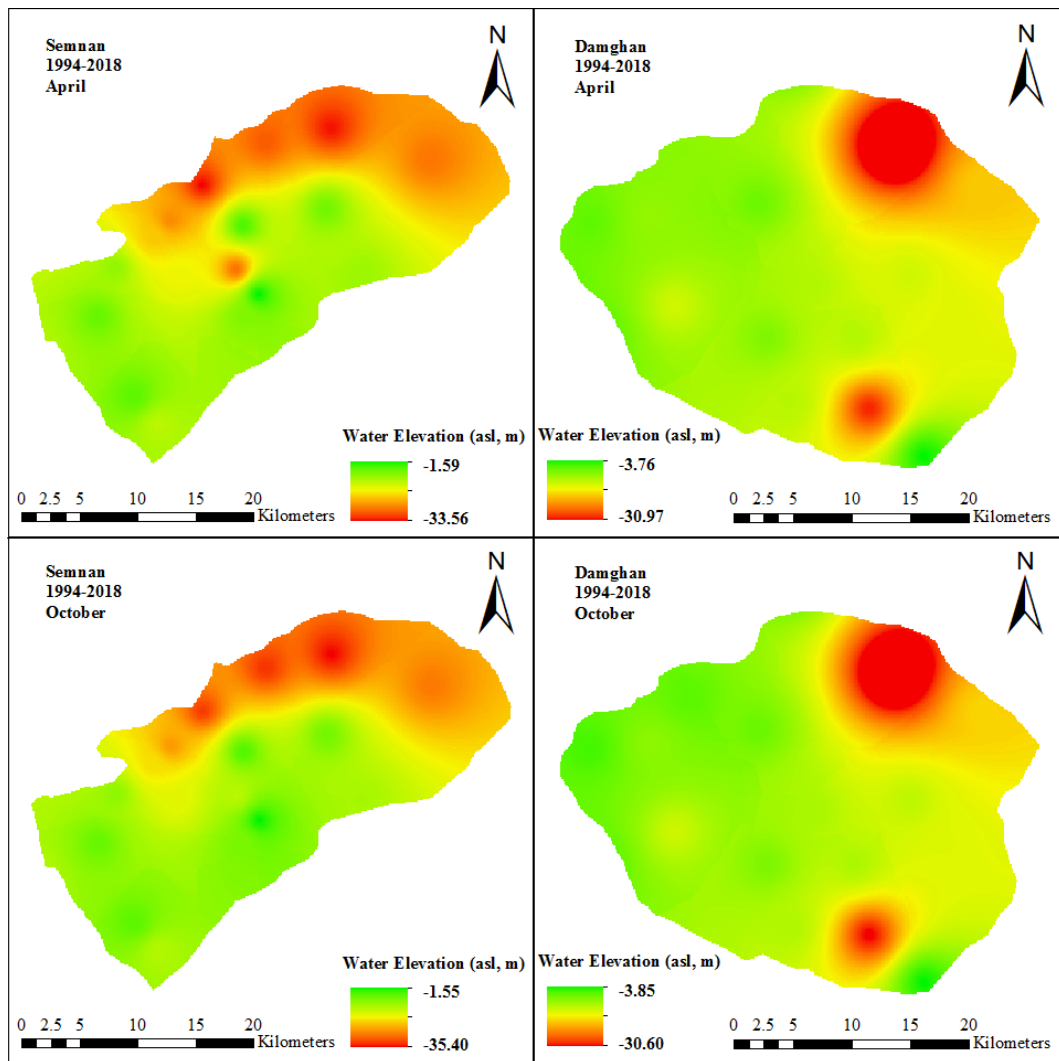 Semnan
1994-2018
April
N
Water Elevation (asl, m)
-1.59
-33.56
0 2.5 5 10 15 20
Kilometers
Damghan
1994-2018
April
N
Water Elevation (asl, m)
-3.76
-30.97
0 2.5 5 10 15 20
Kilometers
Semnan
1994-2018
October
N
Water Elevation (asl, m)
-1.55
-35.40
0 2.5 5 10 15 20
Kilometers
Damghan
1994-2018
October
N
Water Elevation (asl, m)
-3.85
-30.60
0 2.5 5 10 15 20
Kilometers